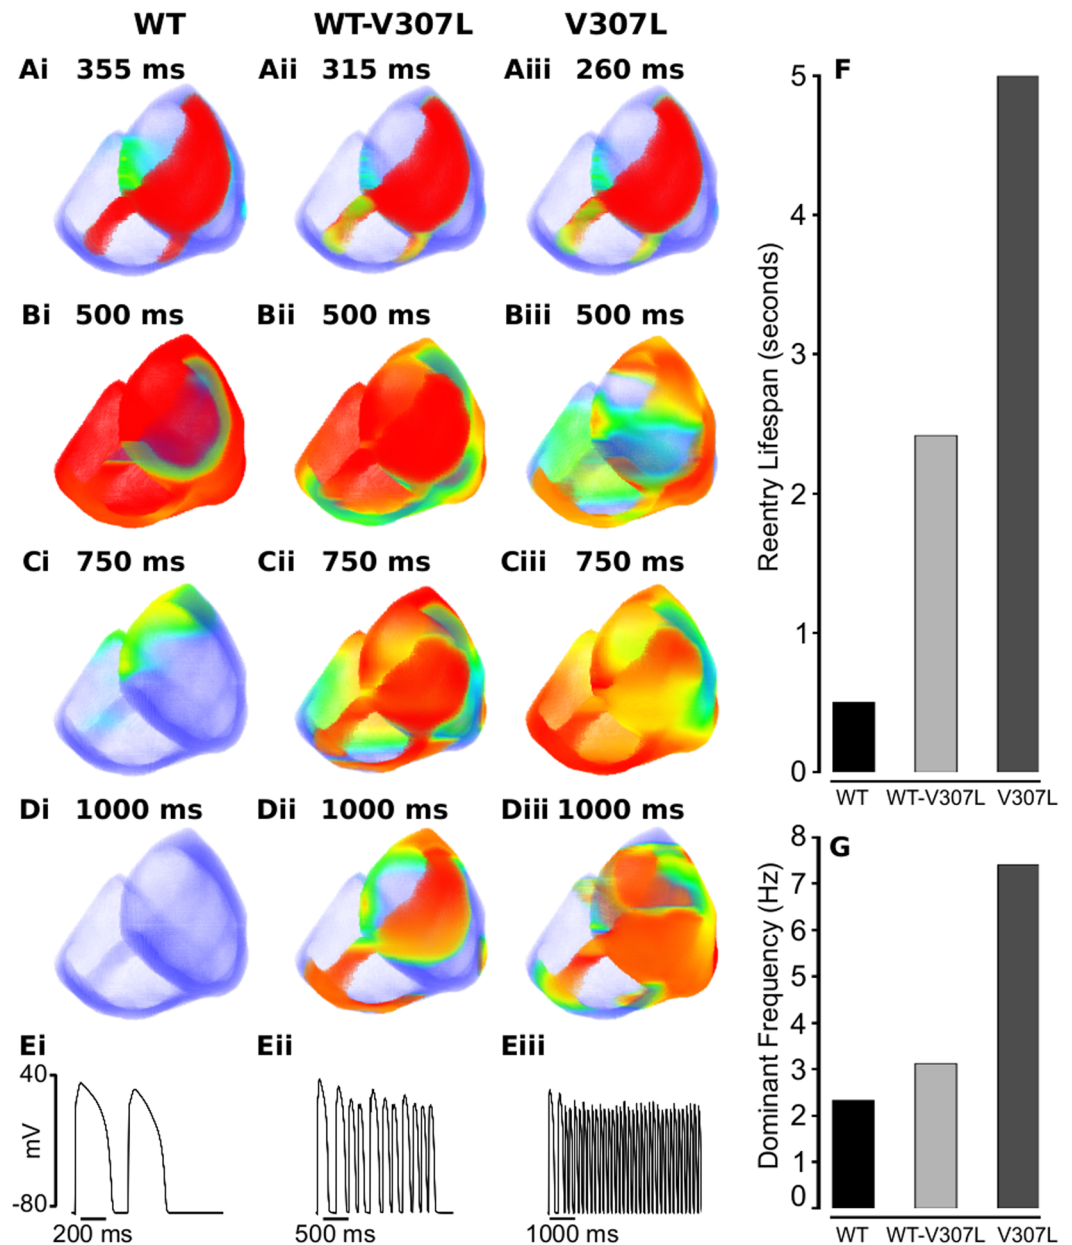 WT WT-V307L V307L
Ai 355 ms Aii 315 ms Aiii 260 ms
Bi 500 ms Bii 500 ms Biii 500 ms
Ci 750 ms Cii 750 ms Ciii 750 ms
Di 1000 ms Dii 1000 ms Diii 1000 ms
Ei Eii Eiii
40
mV
-80
200 ms 500 ms 1000 ms
F
Reentry Lifespan (seconds)
5
4
3
2
1
0
WT WT-V307L V307L
G
Dominant Frequency (Hz)
8
7
6
5
4
3
2
1
0
WT WT-V307L V307L